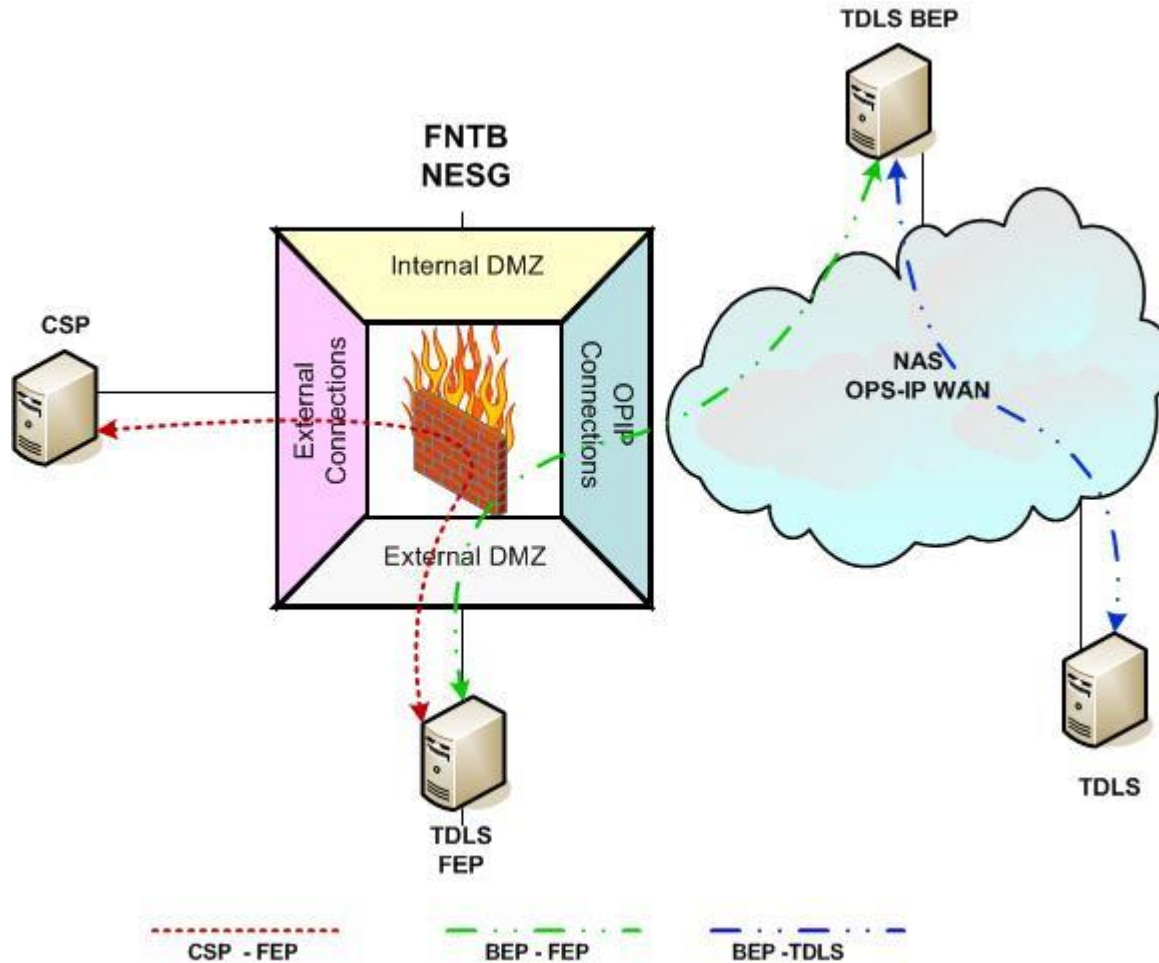 TDLS BEP
FNTB
NESG
Internal DMZ
CSP
External
Connections
OPIP
Connections
NAS
OPS-IP WAN
External DMZ
TDLS
FEP
TDLS
CSP - FEP
BEP - FEP
BEP -TDLS